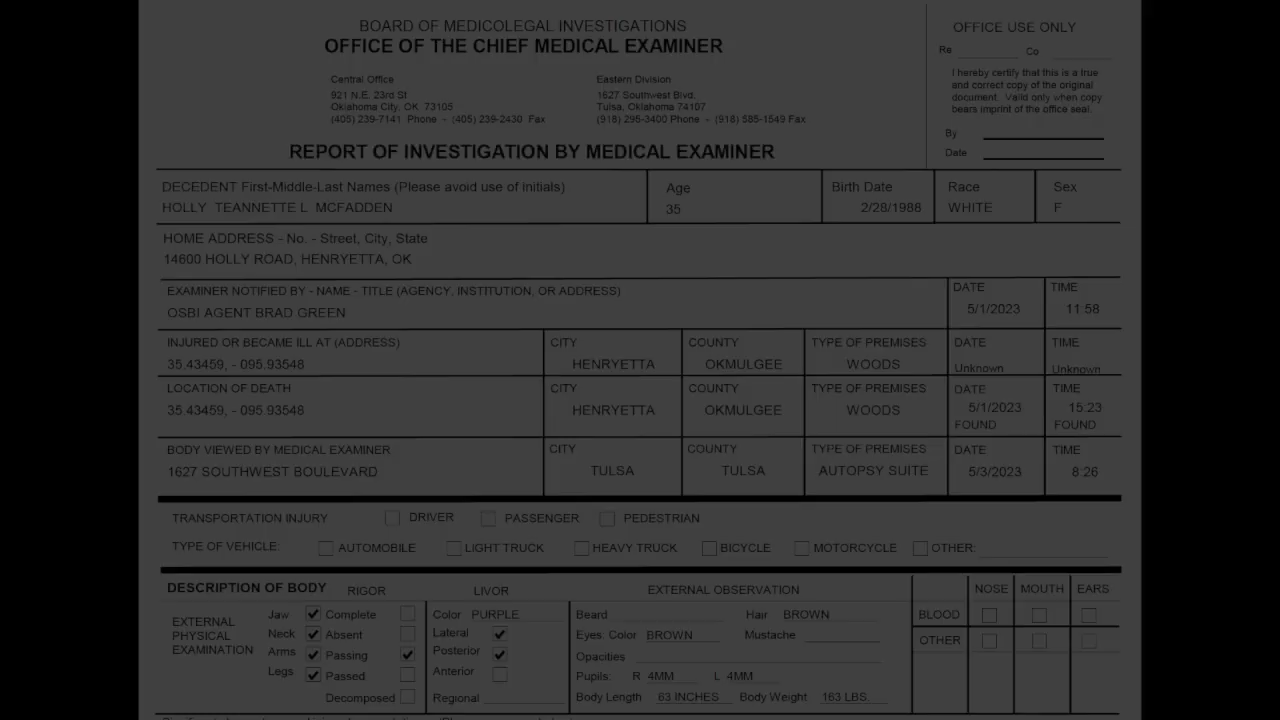 BOARD OF MEDICOLEGAL INVESTIGATIONS
OFFICE OF THE CHIEF MEDICAL EXAMINER
Central Office
921 N.E. 23rd St
Oklahoma City, OK 73105
(405) 239-7141 Phone - (405) 239-2430 Fax
Eastern Division
1627 Southwest Blvd.
Tulsa, Oklahoma 74107
(918) 295-3400 Phone - (918) 585-1549 Fax
REPORT OF INVESTIGATION BY MEDICAL EXAMINER
OFFICE USE ONLY
Re Co
I hereby certify that this is a true
and correct copy of the original
document. Valid only when copy
bears imprint of the office seal.
By
Date
DECEDENT First-Middle-Last Names (Please avoid use of initials) Age Birth Date Race Sex
HOLLY TEANNETTE L MCFADDEN 35 2/28/1988 WHITE F
HOME ADDRESS - No. - Street, City, State
14600 HOLLY ROAD, HENRYETTA, OK
EXAMINER NOTIFIED BY - NAME - TITLE (AGENCY, INSTITUTION, OR ADDRESS) DATE TIME
OSBI AGENT BRAD GREEN 5/1/2023 11:58
INJURED OR BECAME ILL AT (ADDRESS) CITY COUNTY TYPE OF PREMISES DATE TIME
35.43459, - 095.93548 HENRYETTA OKMULGEE WOODS Unknown Unknown
LOCATION OF DEATH CITY COUNTY TYPE OF PREMISES DATE TIME
35.43459, - 095.93548 HENRYETTA OKMULGEE WOODS 5/1/2023 15:23
FOUND FOUND
BODY VIEWED BY MEDICAL EXAMINER CITY COUNTY TYPE OF PREMISES DATE TIME
1627 SOUTHWEST BOULEVARD TULSA TULSA AUTOPSY SUITE 5/3/2023 8:26
TRANSPORTATION INJURY DRIVER PASSENGER PEDESTRIAN
TYPE OF VEHICLE: AUTOMOBILE LIGHT TRUCK HEAVY TRUCK BICYCLE MOTORCYCLE OTHER:
DESCRIPTION OF BODY RIGOR LIVOR EXTERNAL OBSERVATION NOSE MOUTH EARS
EXTERNAL
PHYSICAL
EXAMINATION
Jaw Complete
Neck Absent
Arms Passing
Legs Passed
Decomposed
Color PURPLE
Lateral
Posterior
Anterior
Regional
Beard Hair BROWN
Eyes: Color BROWN Mustache
Opacities
Pupils: R 4MM L 4MM
Body Length 63 INCHES Body Weight 163 LBS.
BLOOD
OTHER